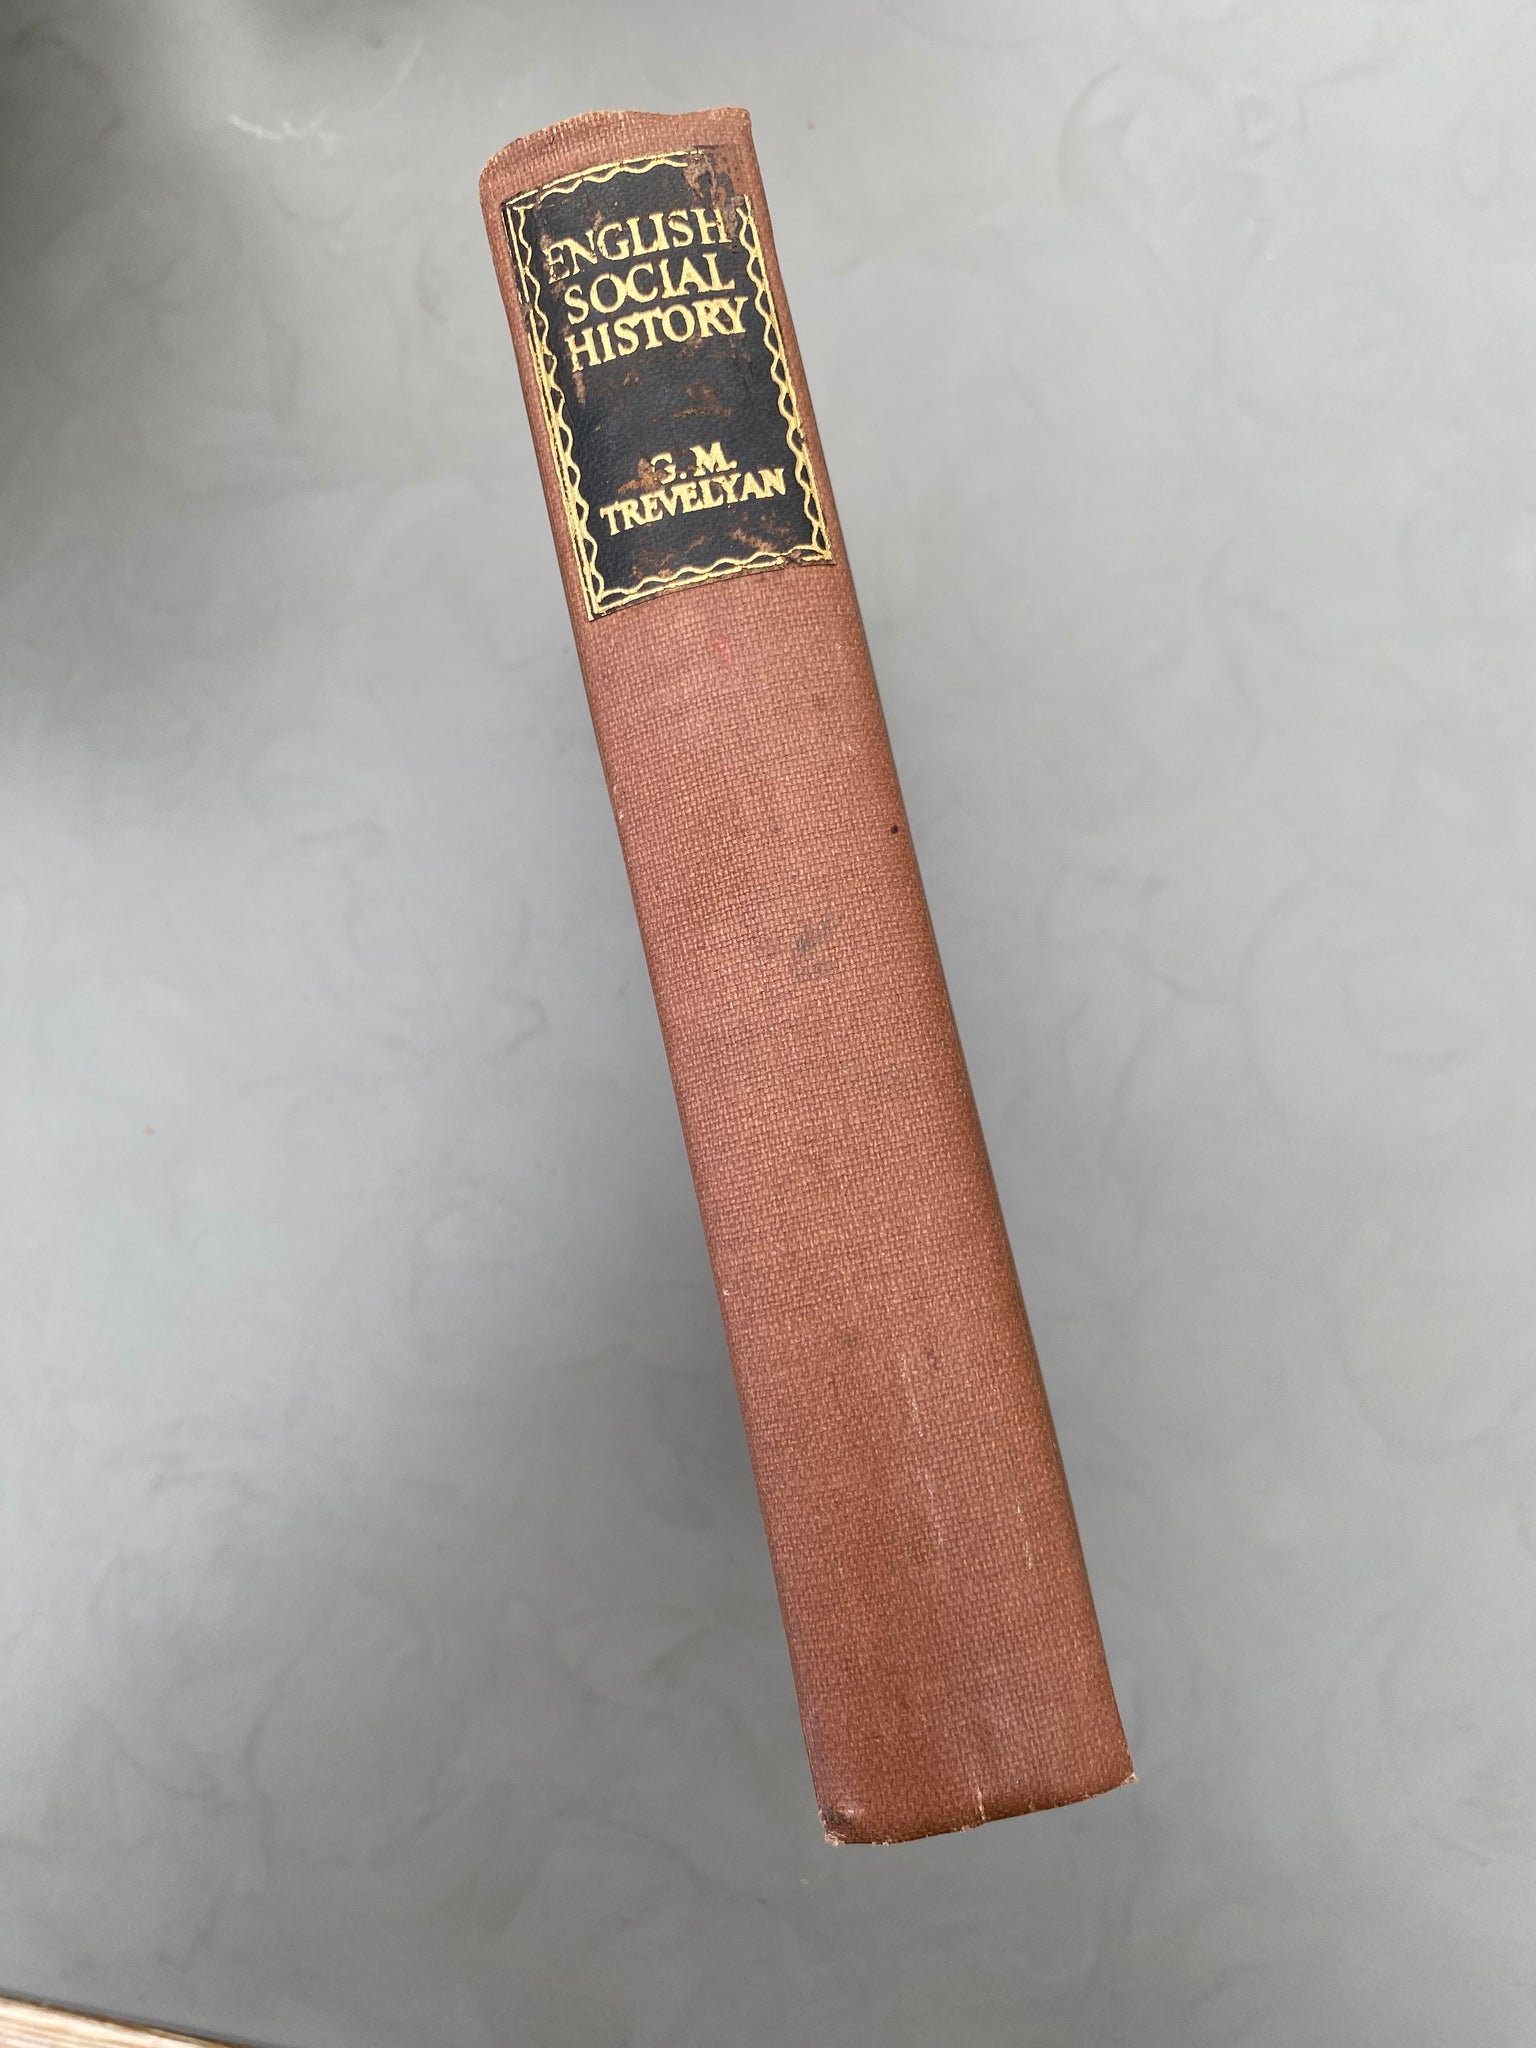 ENGLISH
SOCIAL
HISTORY
G. M.
TREVELYAN